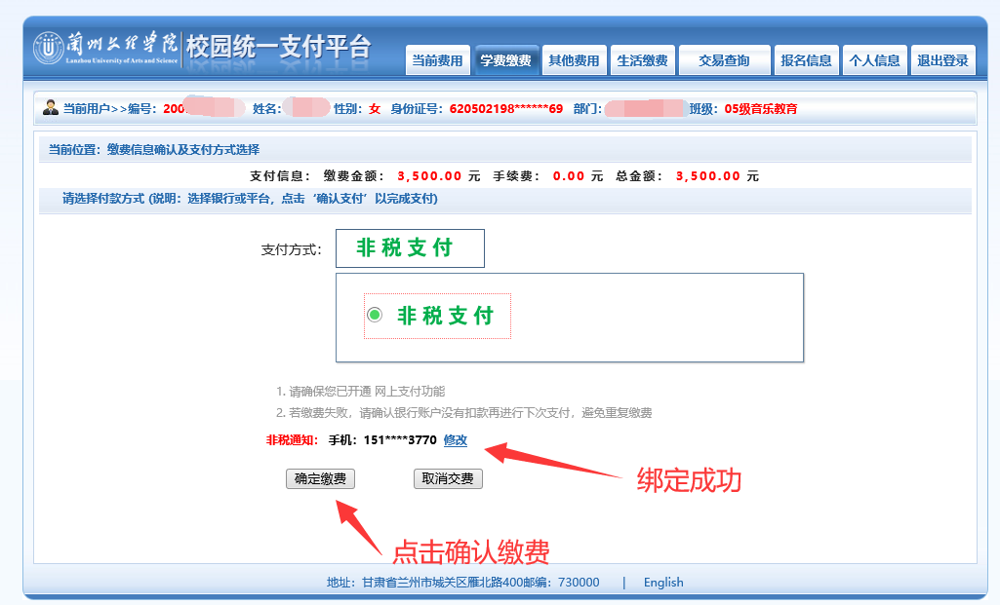 兰州文理学院
Lanzhou University of Arts and Science
校园统一支付平台
当前费用 学费缴费 其他费用 生活缴费 交易查询 报名信息 个人信息 退出登录
当前用户>>编号：200 姓名： 性别：女 身份证号：620502198******69 部门： 班级：05级音乐教育
当前位置：缴费信息确认及支付方式选择
支付信息： 缴费金额： 3,500.00 元 手续费： 0.00 元 总金额： 3,500.00 元
请选择付款方式 (说明：选择银行或平台，点击‘确认支付’以完成支付)
支付方式： 非税支付
非税支付
1. 请确保您已开通 网上支付功能
2. 若缴费失败，请确认银行账户没有扣款再进行下次支付，避免重复缴费
非税通知： 手机：151****3770 修改
绑定成功
确定缴费 取消交费
点击确认缴费
地址：甘肃省兰州市城关区雁北路400邮编：730000 | English